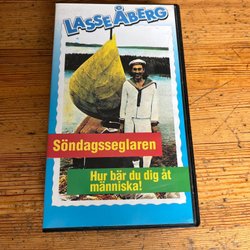 LASSE ÅBERG
Söndagsseglaren
Hur bär du dig åt
människa!